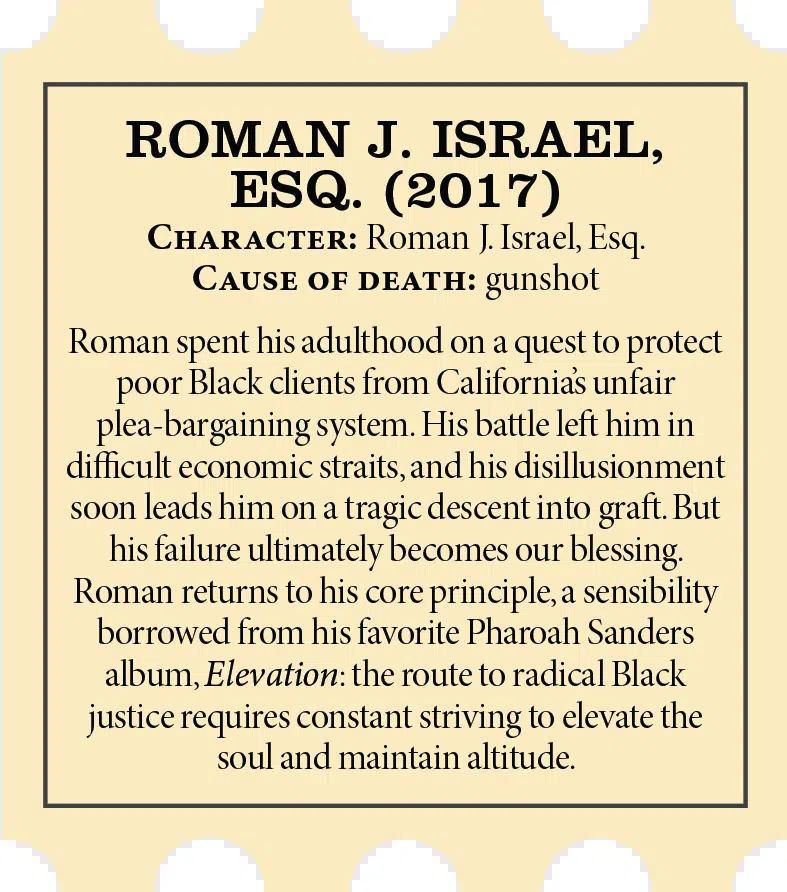 ROMAN J. ISRAEL,
ESQ. (2017)
Character: Roman J. Israel, Esq.
Cause of death: gunshot
Roman spent his adulthood on a quest to protect
poor Black clients from California’s unfair
plea-bargaining system. His battle left him in
difficult economic straits, and his disillusionment
soon leads him on a tragic descent into graft. But
his failure ultimately becomes our blessing.
Roman returns to his core principle, a sensibility
borrowed from his favorite Pharoah Sanders
album, Elevation: the route to radical Black
justice requires constant striving to elevate the
soul and maintain altitude.